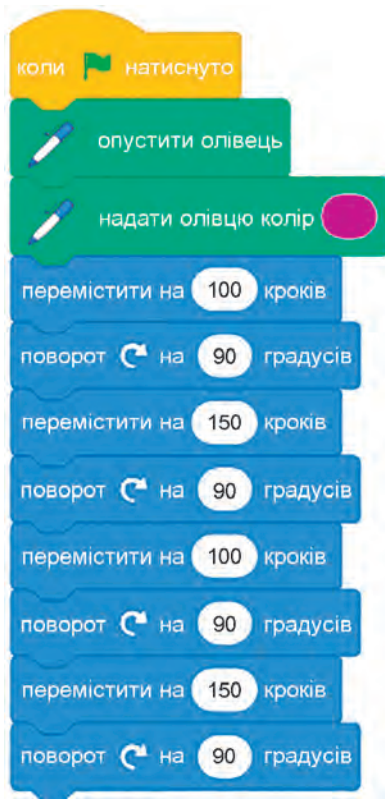 коли натиснуто
опустити олівець
надати олівцю колір
перемістити на 100 кроків
поворот на 90 градусів
перемістити на 150 кроків
поворот на 90 градусів
перемістити на 100 кроків
поворот на 90 градусів
перемістити на 150 кроків
поворот на 90 градусів